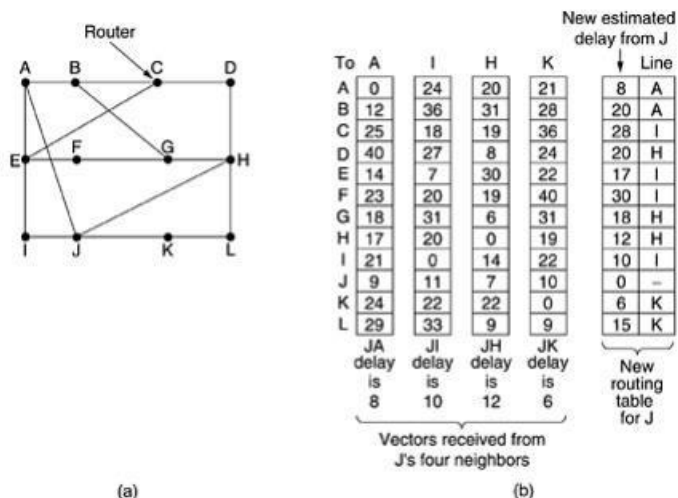 Router
A B C D
E F G H
I J K L
(a)
New estimated
delay from J
To A I H K Line
A 0 24 20 21 8 A
B 12 36 31 28 20 A
C 25 18 19 36 28 I
D 40 27 8 24 20 H
E 14 7 30 22 17 I
F 23 20 19 40 30 I
G 18 31 6 31 18 H
H 17 20 0 19 12 H
I 21 0 14 22 10 I
J 9 11 7 10 0 –
K 24 22 22 0 6 K
L 29 33 9 9 15 K
JA JI JH JK
delay delay delay delay
is is is is
8 10 12 6
New
routing
table
for J
Vectors received from
J's four neighbors
(b)